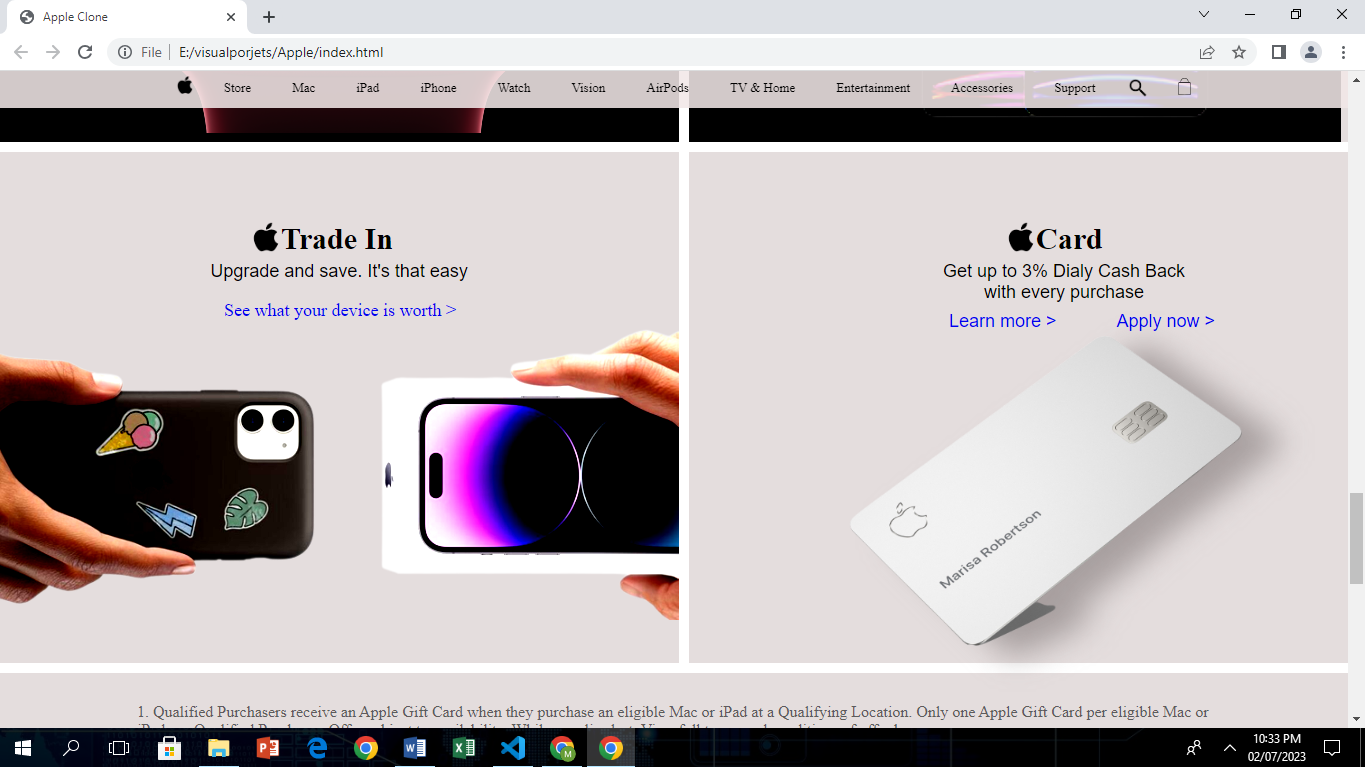 Apple Clone
File E:/visualporjets/Apple/index.html
Store Mac iPad iPhone Watch Vision AirPods TV & Home Entertainment Accessories Support
Trade In
Upgrade and save. It's that easy
See what your device is worth >
Card
Get up to 3% Dialy Cash Back
with every purchase
Learn more > Apply now >
Marisa Robertson
1. Qualified Purchasers receive an Apple Gift Card when they purchase an eligible Mac or iPad at a Qualifying Location. Only one Apple Gift Card per eligible Mac or
10:33 PM
02/07/2023